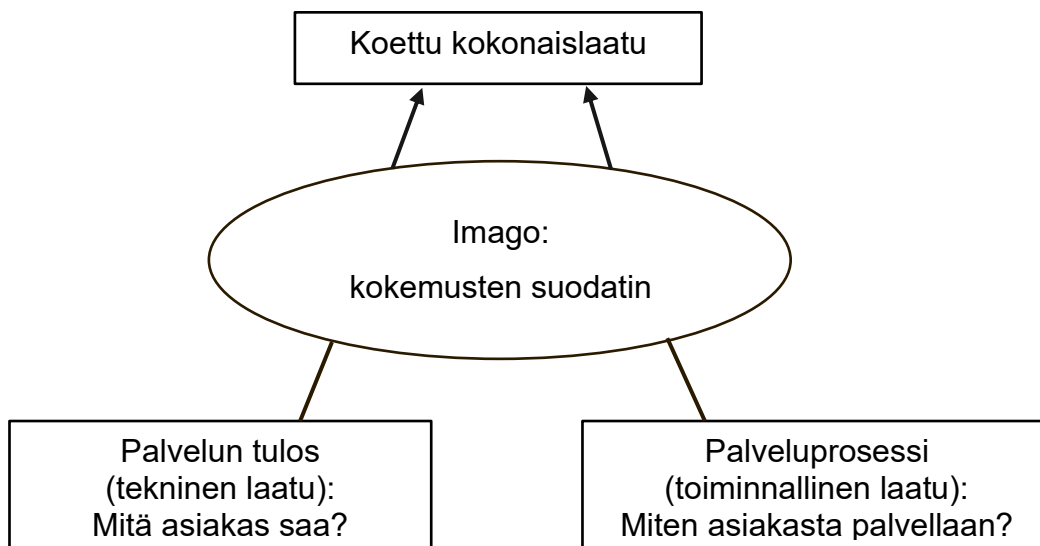 Koettu kokonaislaatu
Imago:
kokemusten suodatin
Palvelun tulos
(tekninen laatu):
Mitä asiakas saa?
Palveluprosessi
(toiminnallinen laatu):
Miten asiakasta palvellaan?